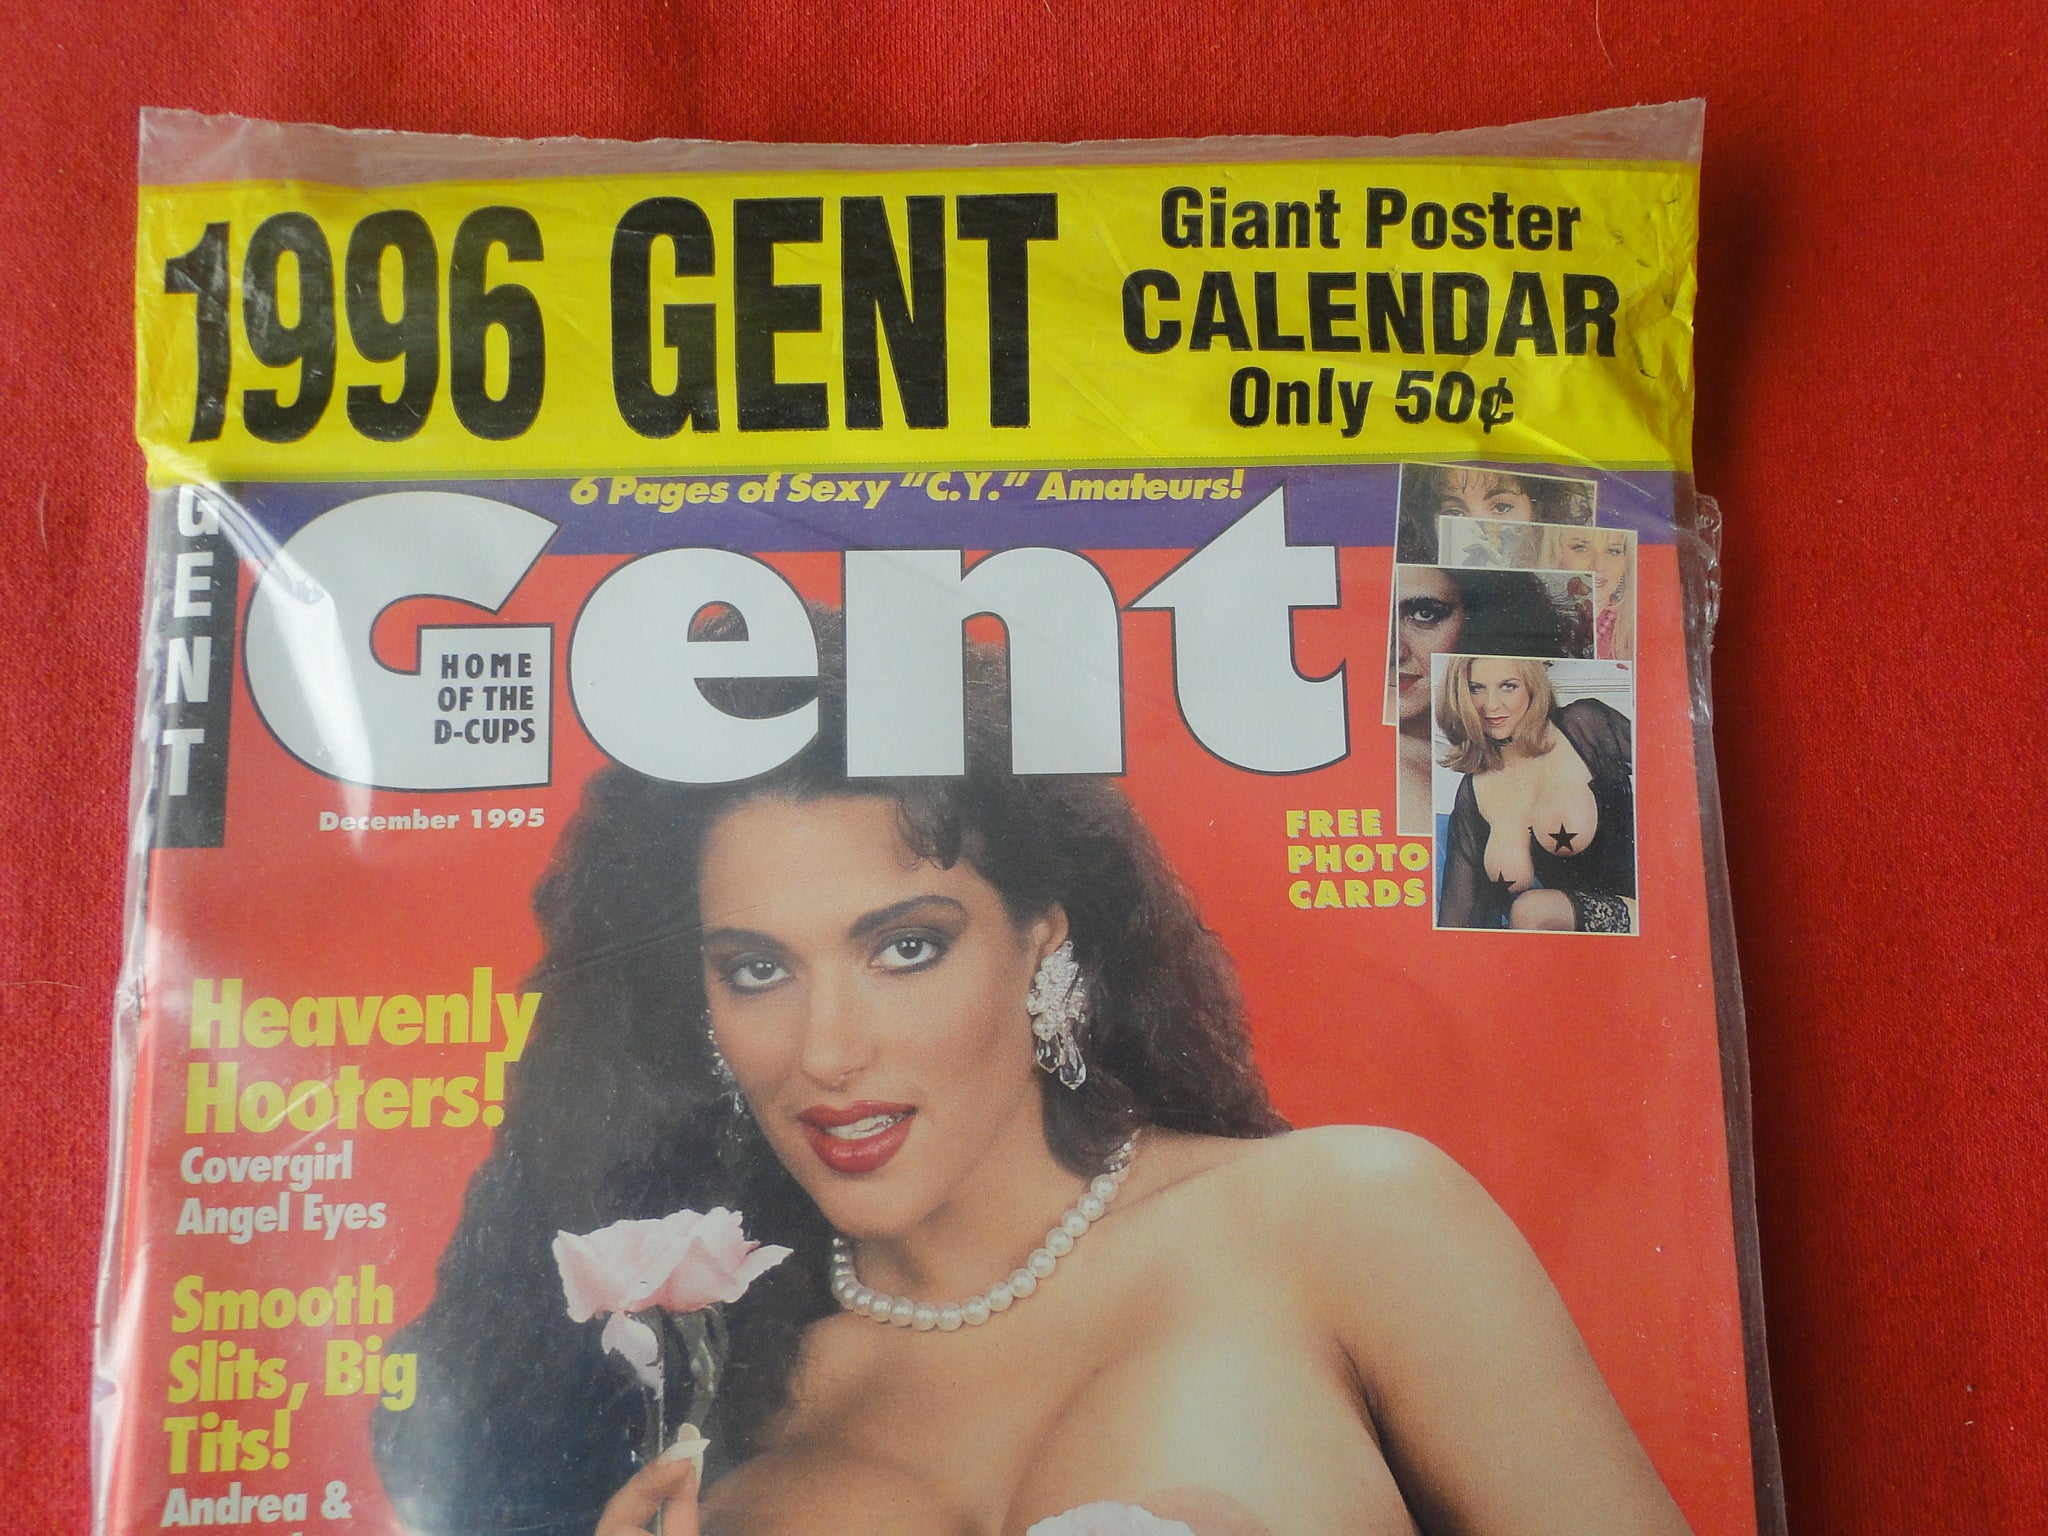 1996 GENT
Giant Poster
CALENDAR
Only 50¢
6 Pages of Sexy "C.Y." Amateurs!
GENT
Gent
HOME
OF THE
D-CUPS
December 1995
FREE
PHOTO
CARDS
Heavenly
Hooters!
Covergirl
Angel Eyes
Smooth
Slits, Big
Tits!
Andrea &